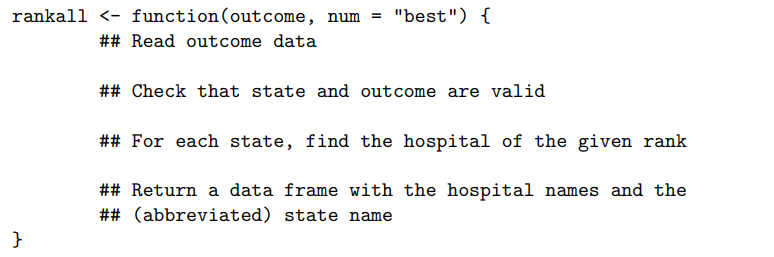 rankall <- function(outcome, num = "best") {
## Read outcome data
## Check that state and outcome are valid
## For each state, find the hospital of the given rank
## Return a data frame with the hospital names and the
## (abbreviated) state name
}